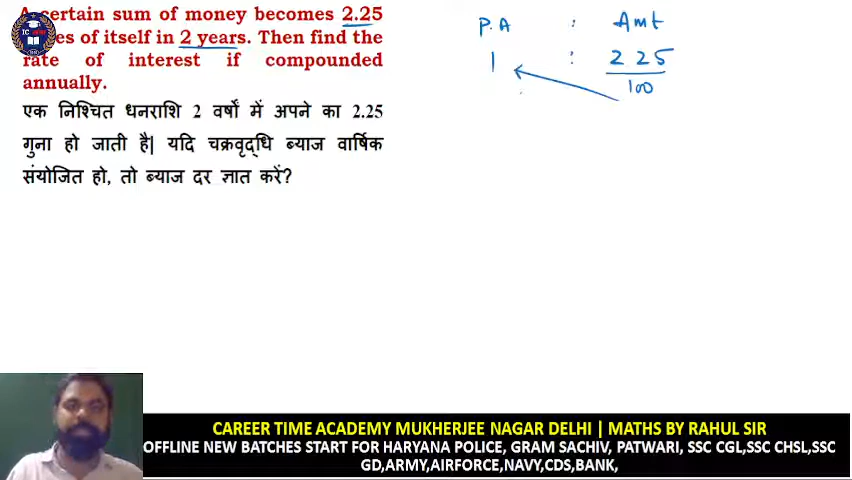 A certain sum of money becomes 2.25
of itself in 2 years. Then find the
rate of interest if compounded
annually.
एक निश्चित धनराशि 2 वर्षों में अपने का 2.25
गुना हो जाती है| यदि चक्रवृद्धि ब्याज वार्षिक
संयोजित हो, तो ब्याज दर ज्ञात करें?
P.A : Amt
1 : 225
100
IC
CAREER TIME ACADEMY MUKHERJEE NAGAR DELHI | MATHS BY RAHUL SIR
OFFLINE NEW BATCHES START FOR HARYANA POLICE, GRAM SACHIV, PATWARI, SSC CGL,SSC CHSL,SSC
GD,ARMY,AIRFORCE,NAVY,CDS,BANK,